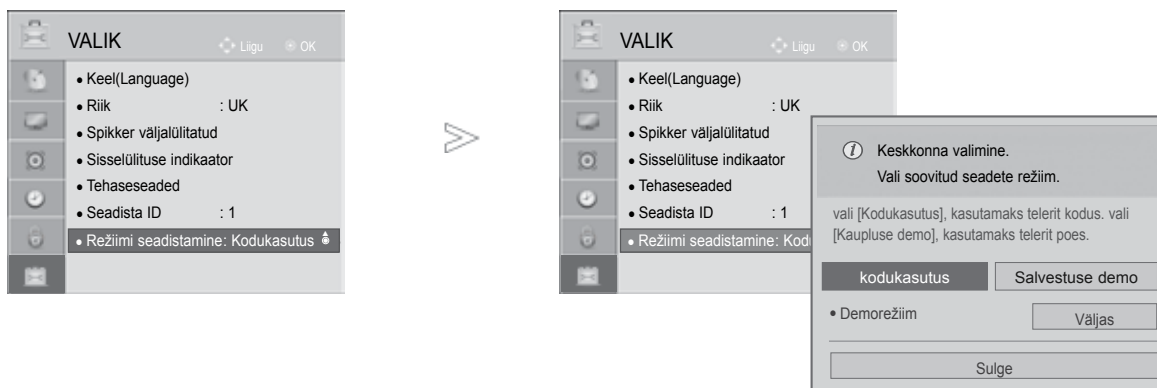 VALIK
Liigu OK
• Keel(Language)
• Riik : UK
• Spikker väljalülitatud
• Sisselülituse indikaator
• Tehaseseaded
• Seadista ID : 1
• Režiimi seadistamine: Kodukasutus
VALIK
Liigu OK
• Keel(Language)
• Riik : UK
• Spikker väljalülitatud
• Sisselülituse indikaator
• Tehaseseaded
• Seadista ID : 1
• Režiimi seadistamine: Kod
i Keskkonna valimine.
Vali soovitud seadete režiim.
vali [Kodukasutus], kasutamaks telerit kodus. vali
[Kaupluse demo], kasutamaks telerit poes.
kodukasutus Salvestuse demo
• Demorežiim Väljas
Sulge